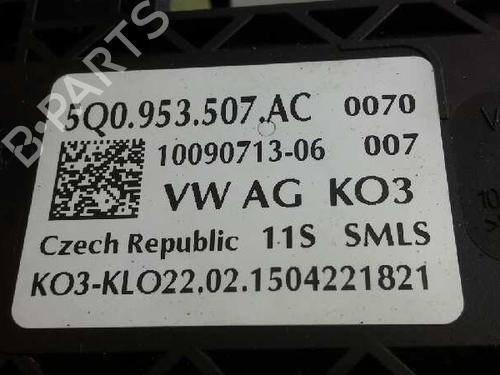 B-PARTS
5Q0.953.507.AC 0070
10090713-06 007
VW AG KO3
Czech Republic 11S SMLS
KO3-KLO22.02.1504221821